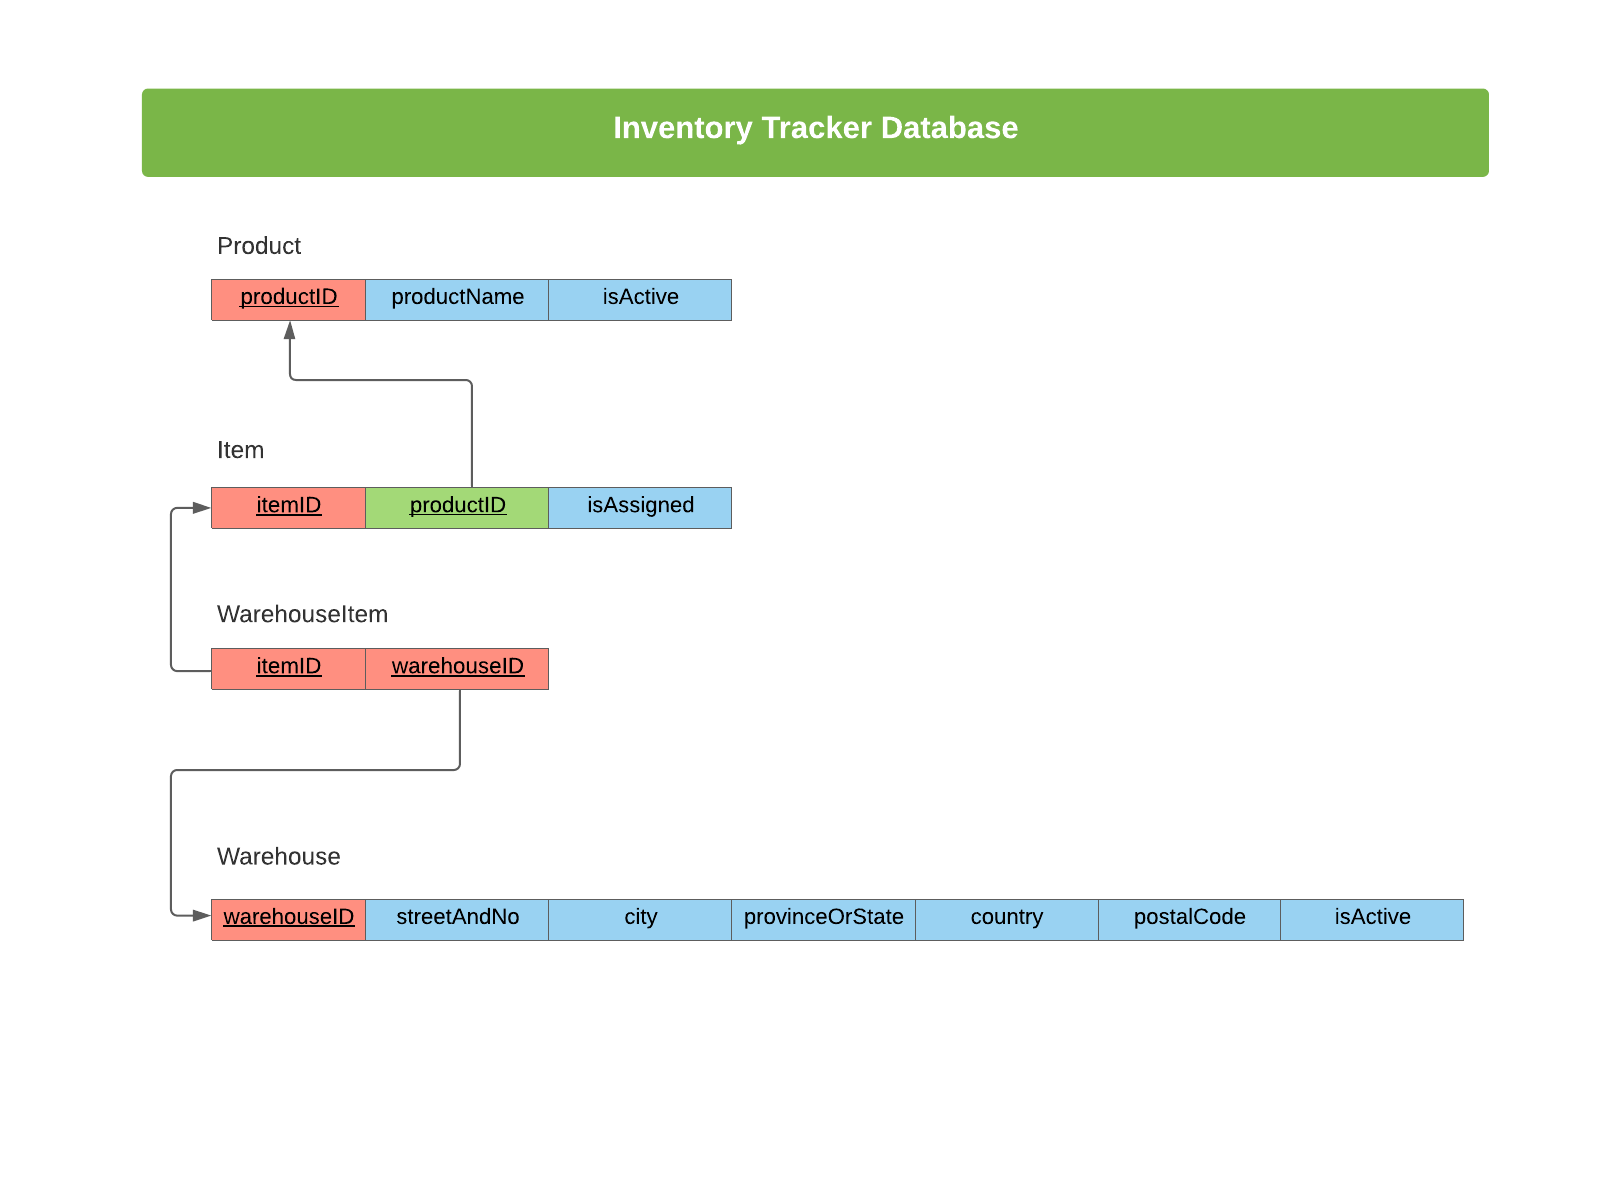 Inventory Tracker Database
Product
productID productName isActive
Item
itemID productID isAssigned
WarehouseItem
itemID warehouseID
Warehouse
warehouseID streetAndNo city provinceOrState country postalCode isActive